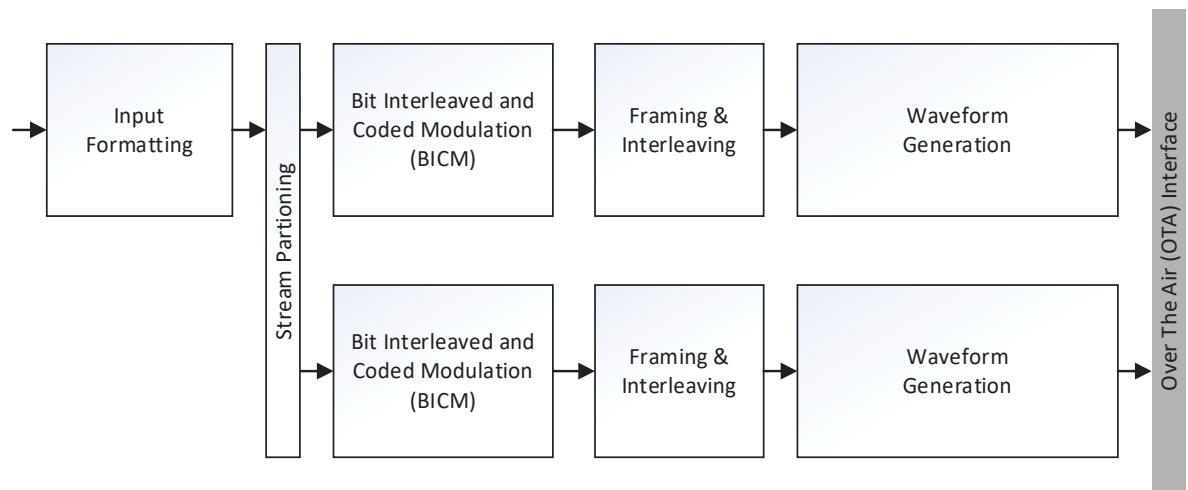 Input
Formatting
Stream Partioning
Bit Interleaved and
Coded Modulation
(BICM)
Framing &
Interleaving
Waveform
Generation
Bit Interleaved and
Coded Modulation
(BICM)
Framing &
Interleaving
Waveform
Generation
Over The Air (OTA) Interface